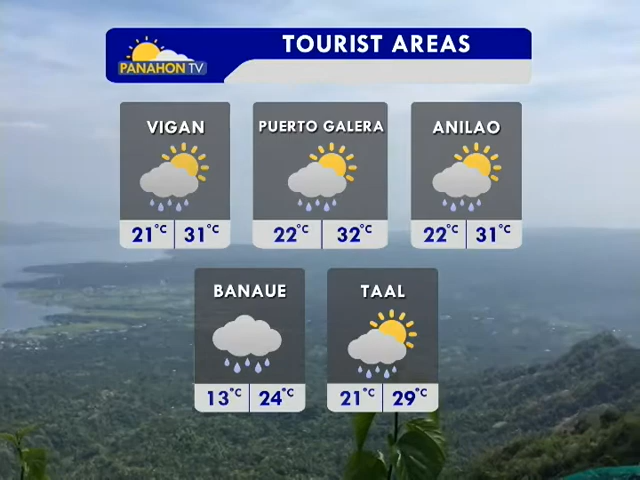 PANAHON TV
TOURIST AREAS
VIGAN
21°C 31°C
PUERTO GALERA
22°C 32°C
ANILAO
22°C 31°C
BANAUE
13°C 24°C
TAAL
21°C 29°C